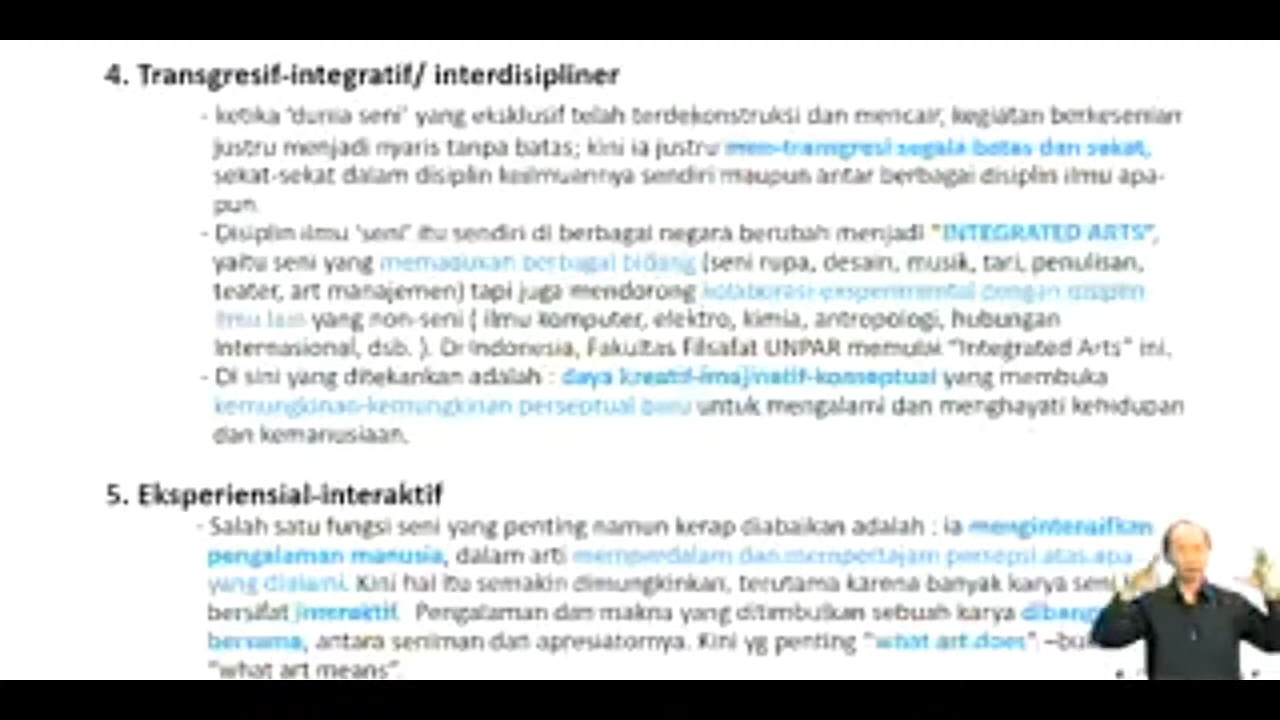 4. Transgresif-integratif/ interdisipliner
- ketika 'dunia seni' yang eksklusif telah terdekonstruksi dan mencair, kegiatan berkesenian
justru menjadi nyaris tanpa batas; kini ia justru men-transgresi segala batas dan sekat,
sekat-sekat dalam disiplin keilmuannya sendiri maupun antar berbagai disiplin ilmu apa-
pun.
- Disiplin ilmu 'seni' itu sendiri di berbagai negara berubah menjadi "INTEGRATED ARTS",
yaitu seni yang memadukan berbagai bidang (seni rupa, desain, musik, tari, penulisan,
teater, art manajemen) tapi juga mendorong kolaborasi-eksperimental dengan disiplin
ilmu lain yang non-seni ( ilmu komputer, elektro, kimia, antropologi, hubungan
Internasional, dsb. ). Di Indonesia, Fakultas Filsafat UNPAR memulai "Integrated Arts" ini.
- Di sini yang ditekankan adalah : daya kreatif-imajinatif-konseptual yang membuka
kemungkinan-kemungkinan perseptual baru untuk mengalami dan menghayati kehidupan
dan kemanusiaan.
5. Eksperiensial-interaktif
- Salah satu fungsi seni yang penting namun kerap diabaikan adalah : ia mengintensifkan
pengalaman manusia, dalam arti memperdalam dan mempertajam persepsi atas apa
yang dialami. Kini hal itu semakin dimungkinkan, terutama karena banyak karya seni
bersifat interaktif. Pengalaman dan makna yang ditimbulkan sebuah karya
bersama, antara seniman dan apresiatornya. Kini yg penting "what art does"; –
"what art means".